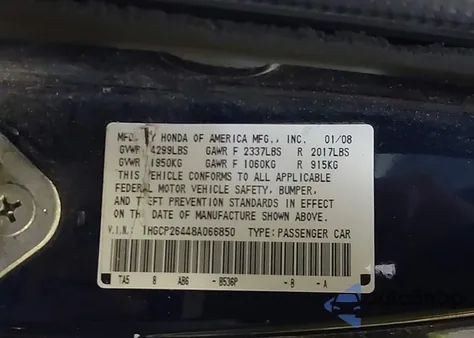 MFD. BY HONDA OF AMERICA MFG., INC. 01/08
GVWR 4299LBS GAWR F 2337LBS R 2017LBS
GVWR 1950KG GAWR F 1060KG R 915KG
THIS VEHICLE CONFORMS TO ALL APPLICABLE
FEDERAL MOTOR VEHICLE SAFETY, BUMPER,
AND THEFT PREVENTION STANDARDS IN EFFECT
ON THE DATE OF MANUFACTURE SHOWN ABOVE.
V.I.N.: 1HGCP26448A066850 TYPE: PASSENGER CAR
TA5 8 AB6 - B536P - B - A